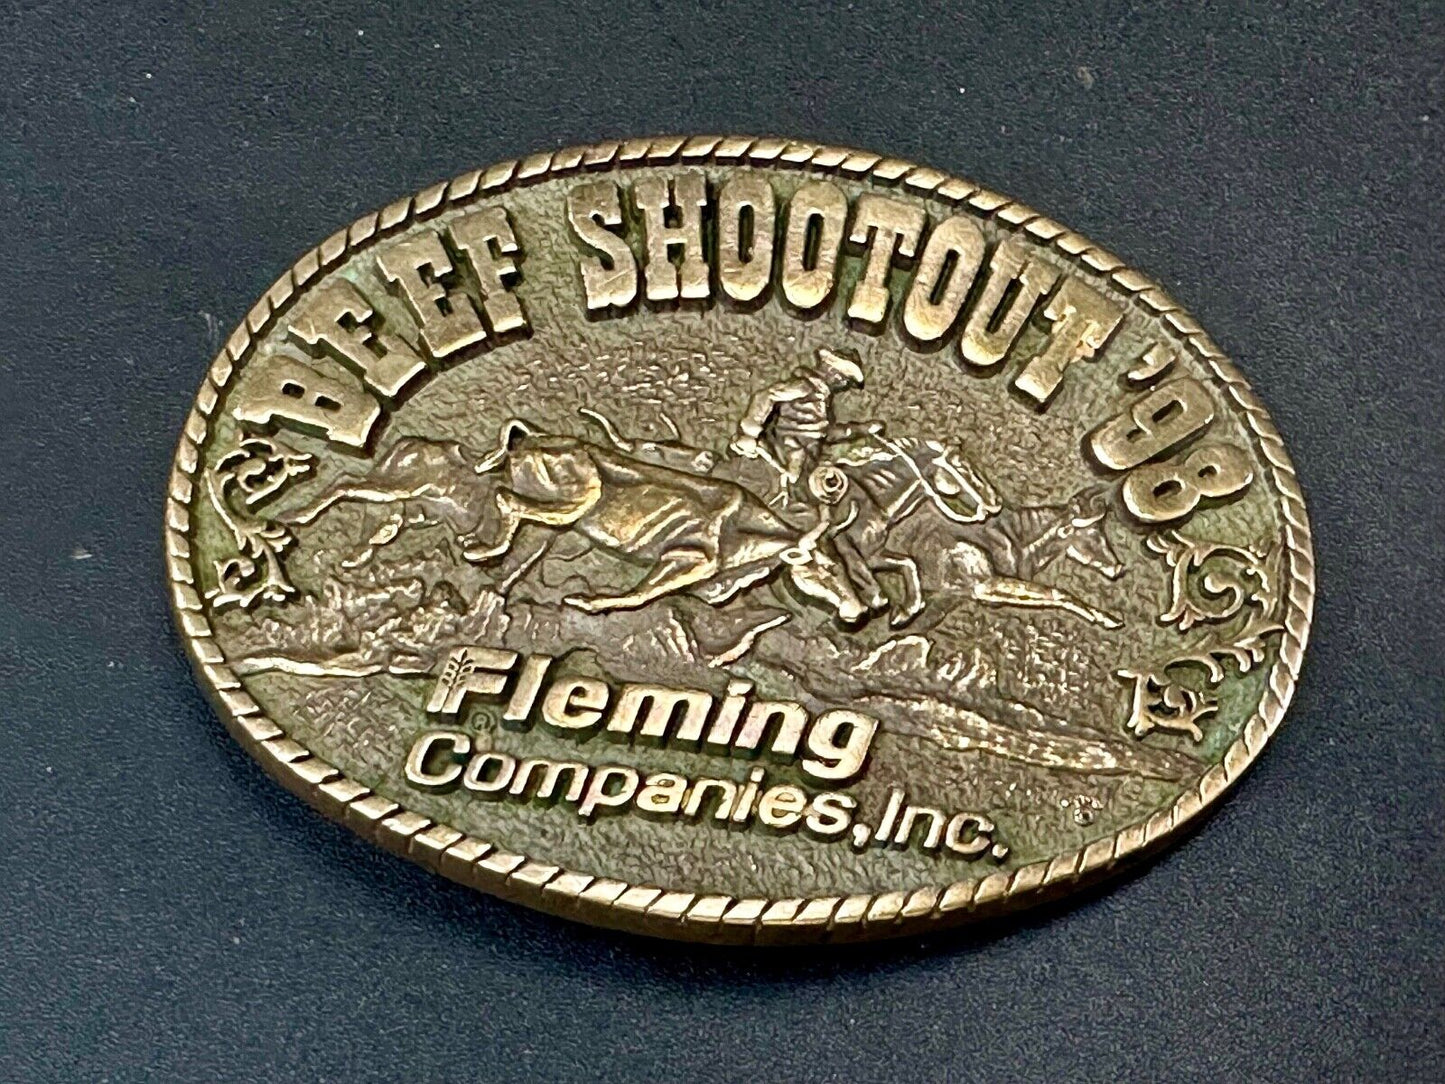 BEEF SHOOTOUT '98
Fleming®
Companies, Inc.